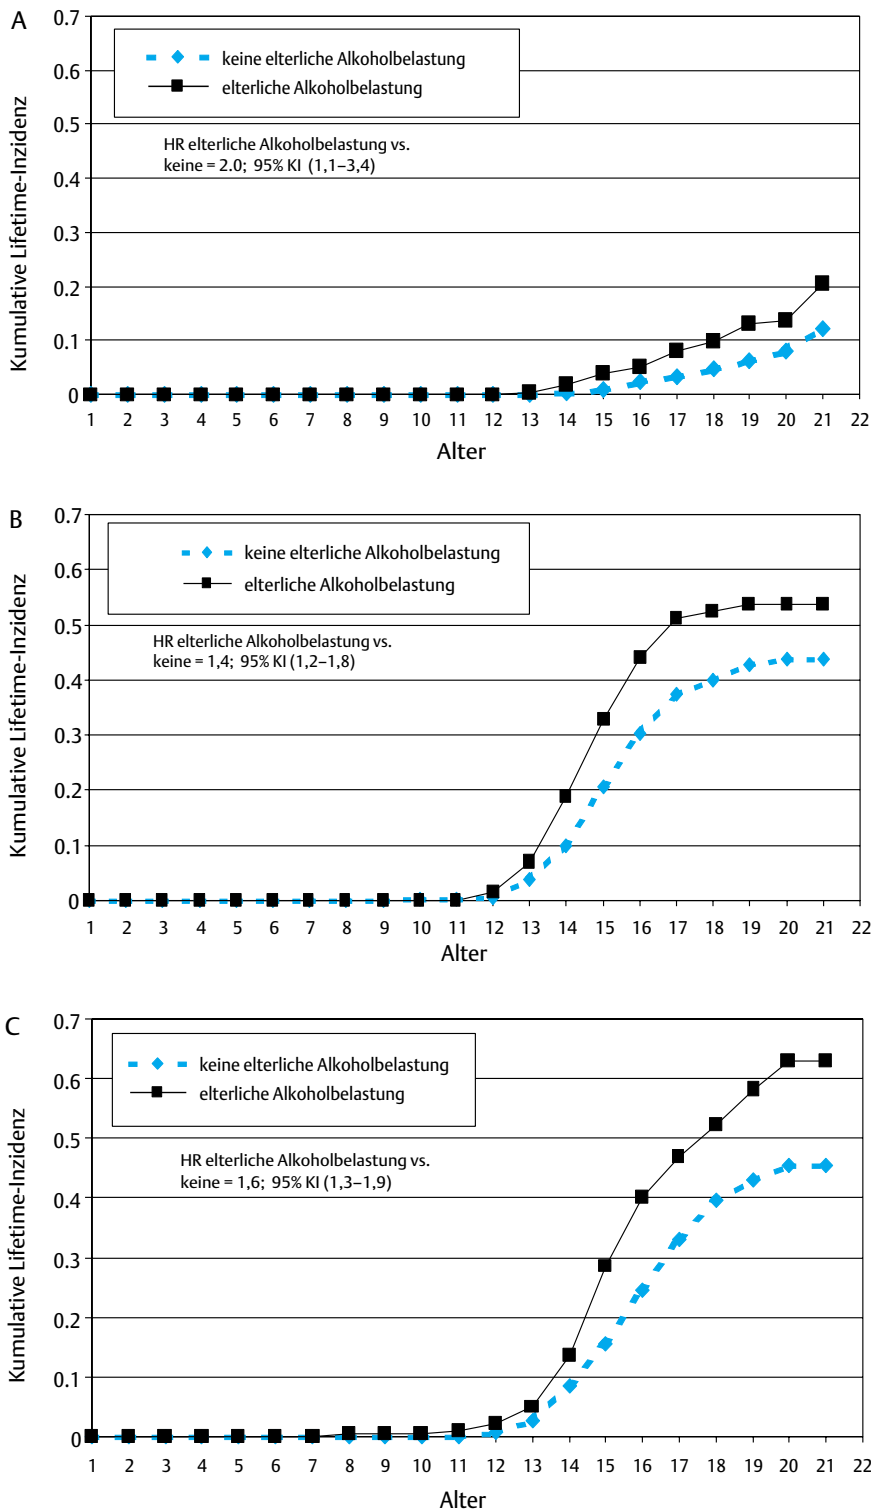 A
Kumulative Lifetime-Inzidenz
0.7
0.6
0.5
0.4
0.3
0.2
0.1
0
keine elterliche Alkoholbelastung
elterliche Alkoholbelastung
HR elterliche Alkoholbelastung vs.
keine = 2.0; 95% KI (1,1–3,4)
1 2 3 4 5 6 7 8 9 10 11 12 13 14 15 16 17 18 19 20 21 22
Alter
B
Kumulative Lifetime-Inzidenz
0.7
0.6
0.5
0.4
0.3
0.2
0.1
0
keine elterliche Alkoholbelastung
elterliche Alkoholbelastung
HR elterliche Alkoholbelastung vs.
keine = 1,4; 95% KI (1,2–1,8)
1 2 3 4 5 6 7 8 9 10 11 12 13 14 15 16 17 18 19 20 21 22
Alter
C
Kumulative Lifetime-Inzidenz
0.7
0.6
0.5
0.4
0.3
0.2
0.1
0
keine elterliche Alkoholbelastung
elterliche Alkoholbelastung
HR elterliche Alkoholbelastung vs.
keine = 1,6; 95% KI (1,3–1,9)
1 2 3 4 5 6 7 8 9 10 11 12 13 14 15 16 17 18 19 20 21 22
Alter